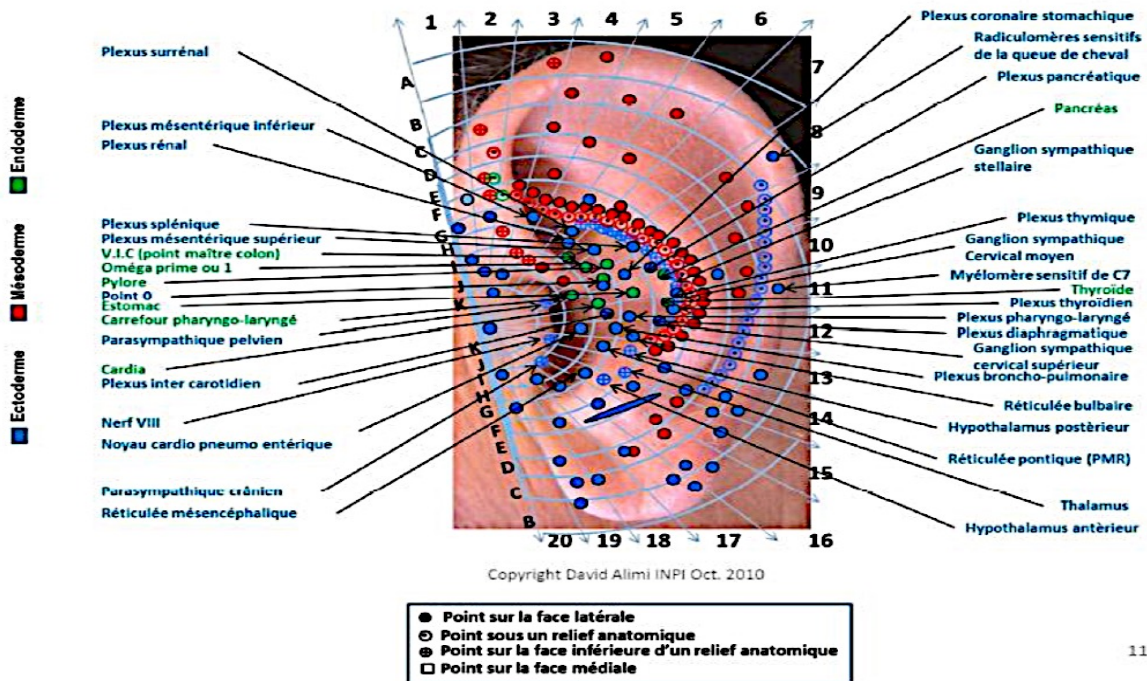 Endoderme
Mésoderme
Ectoderme
Plexus surrénal
Plexus mésentérique inférieur
Plexus rénal
Plexus splénique
Plexus mésentérique supérieur
V.I.C (point maître colon)
Oméga prime ou 1
Pylore
Point 0
Estomac
Carrefour pharyngo-laryngé
Parasympathique pelvien
Cardia
Plexus inter carotidien
Nerf VIII
Noyau cardio pneumo entérique
Parasympathique crânien
Réticulée mésencéphalique
1 2 3 4 5 6
7
8
9
10
11
12
13
14
15
16
20 19 18 17
A
B
C
D
E
F
G
H
I
J
K
K
J
I
H
G
F
E
D
C
B
Plexus coronaire stomachique
Radiculomères sensitifs
de la queue de cheval
Plexus pancréatique
Pancréas
Ganglion sympathique
stellaire
Plexus thymique
Ganglion sympathique
Cervical moyen
Myélomère sensitif de C7
Thyroïde
Plexus thyroïdien
Plexus pharyngo-laryngé
Plexus diaphragmatique
Ganglion sympathique
cervical supérieur
Plexus broncho-pulmonaire
Réticulée bulbaire
Hypothalamus postèrieur
Réticulée pontique (PMR)
Thalamus
Hypothalamus antèrieur
Copyright David Alimi INPI Oct. 2010
Point sur la face latérale
Point sous un relief anatomique
Point sur la face inférieure d'un relief anatomique
Point sur la face médiale
11